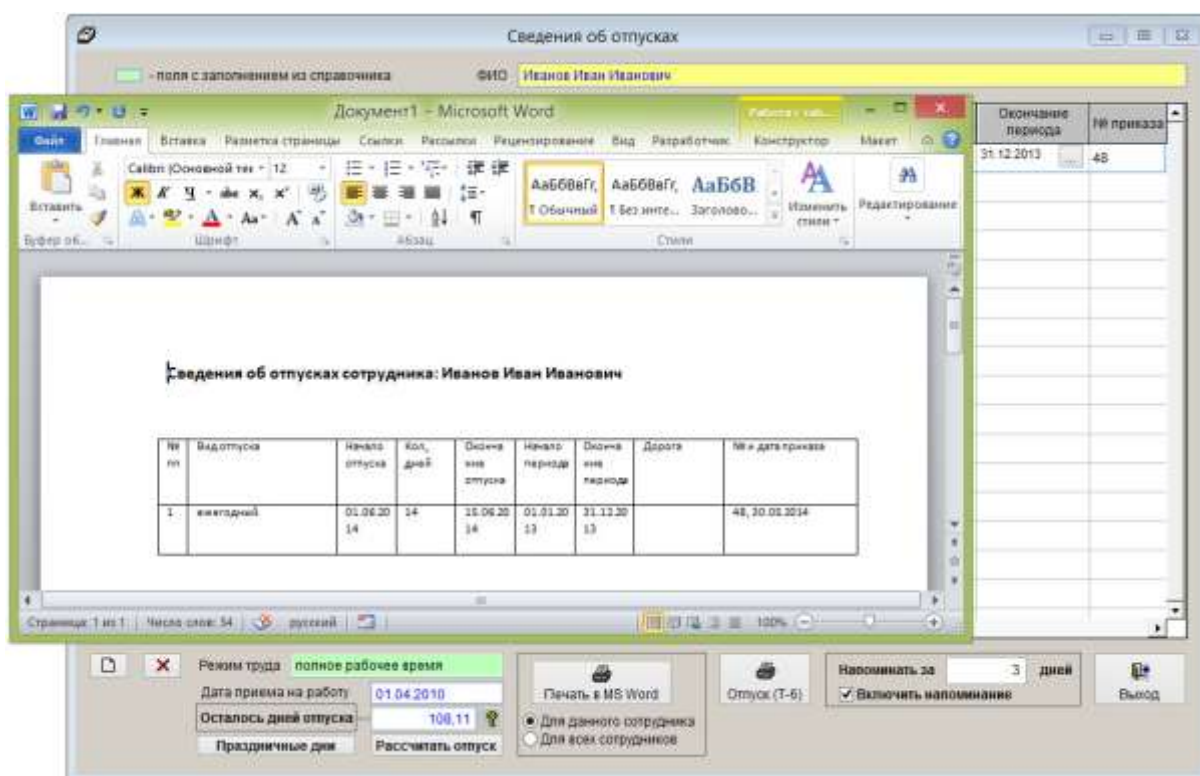 Сведения об отпусках
- поля с заполнением из справочника
ФИО Иванов Иван Иванович
Документ1 - Microsoft Word
Файл Главная Вставка Разметка страницы Ссылки Рассылки Рецензирование Вид Разработчик Конструктор Макет
Окончание периода № приказа
31.12.2013 ... 48
Calibri (Основной тек 12
Вставить
Ж К Ч abc x, x²
Aa A A
АаБбВвГг, АаБбВвГг, АаБбВ
Обычный Без инте... Заголово...
Изменить стили
Редактирование
Буфер об... Шрифт Абзац Стили
Сведения об отпусках сотрудника: Иванов Иван Иванович
№ пп Вид отпуска Начало отпуска Кол, дней Окончание отпуска Начало периода Окончание периода Дорога № и дата приказа
1 ежегодный 01.06.2014 14 15.06.2014 01.01.2013 31.12.2013 48,
Страница: 1 из 1 Число слов: 54 русский 100%
Режим труда полное рабочее время
Дата приема на работу 01.04.2010
Осталось дней отпуска 108,11
Праздничные дни Рассчитать отпуск
Печать в MS Word
Для данного сотрудника
Для всех сотрудников
Отпуск (Т-6)
Напоминать за 3 дней
Включить напоминание
Выход